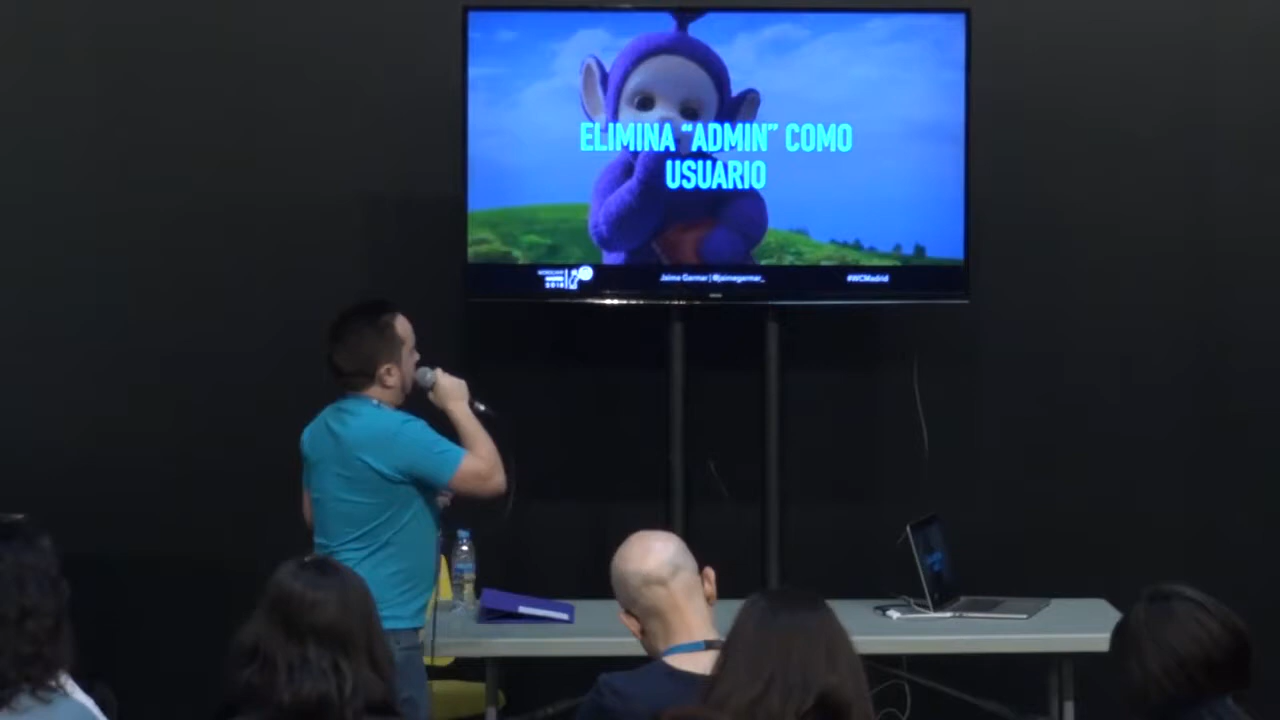 ELIMINA “ADMIN” COMO
USUARIO
Jaime Garmar | @jaimegarmar_
#WCMadrid